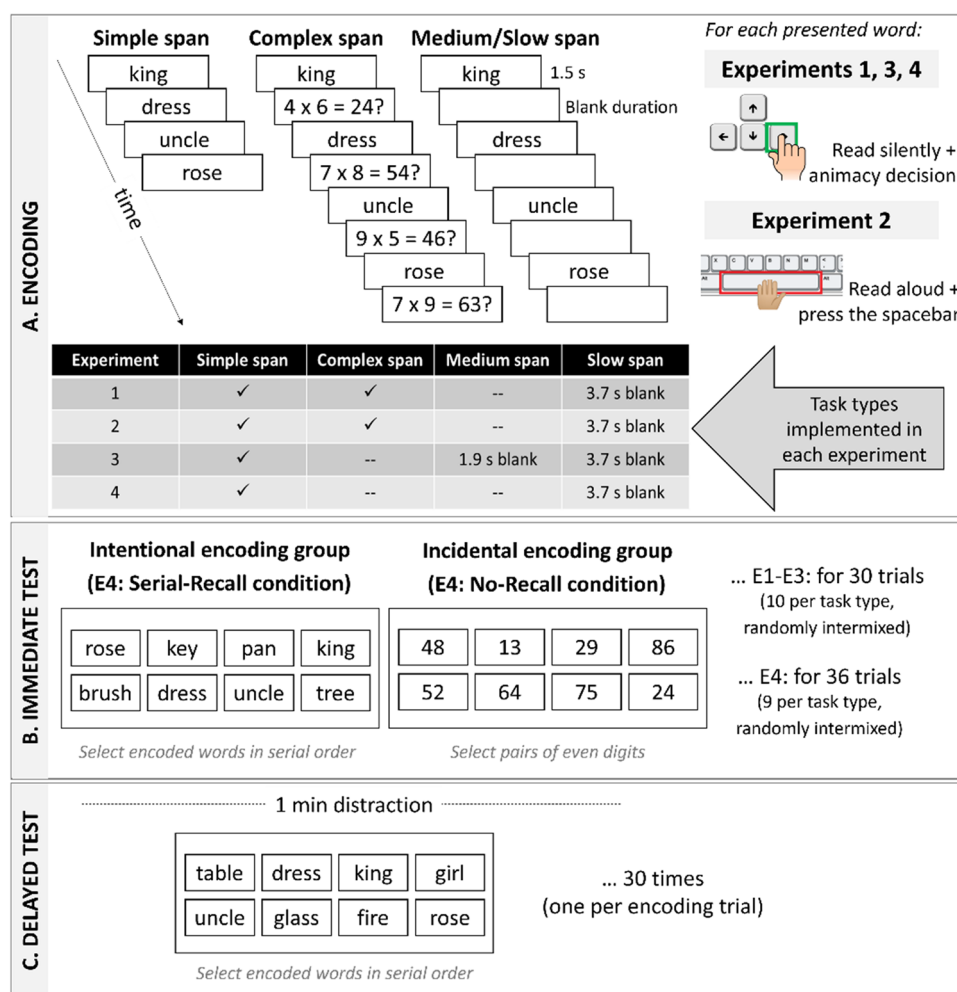 A. ENCODING
Simple span
king
dress
uncle
rose
time
Complex span
king
4 x 6 = 24?
dress
7 x 8 = 54?
uncle
9 x 5 = 46?
rose
7 x 9 = 63?
Medium/Slow span
king
1.5 s
Blank duration
dress
uncle
rose
For each presented word:
Experiments 1, 3, 4
Read silently +
animacy decision
Experiment 2
X C V B N M <
Alt Alt
Read aloud +
press the spacebar
Experiment Simple span Complex span Medium span Slow span
1 ✓ ✓ -- 3.7 s blank
2 ✓ ✓ -- 3.7 s blank
3 ✓ -- 1.9 s blank 3.7 s blank
4 ✓ -- -- 3.7 s blank
Task types
implemented in
each experiment
B. IMMEDIATE TEST
Intentional encoding group
(E4: Serial-Recall condition)
rose key pan king
brush dress uncle tree
Select encoded words in serial order
Incidental encoding group
(E4: No-Recall condition)
48 13 29 86
52 64 75 24
Select pairs of even digits
... E1-E3: for 30 trials
(10 per task type,
randomly intermixed)
... E4: for 36 trials
(9 per task type,
randomly intermixed)
C. DELAYED TEST
1 min distraction
table dress king girl
uncle glass fire rose
Select encoded words in serial order
... 30 times
(one per encoding trial)